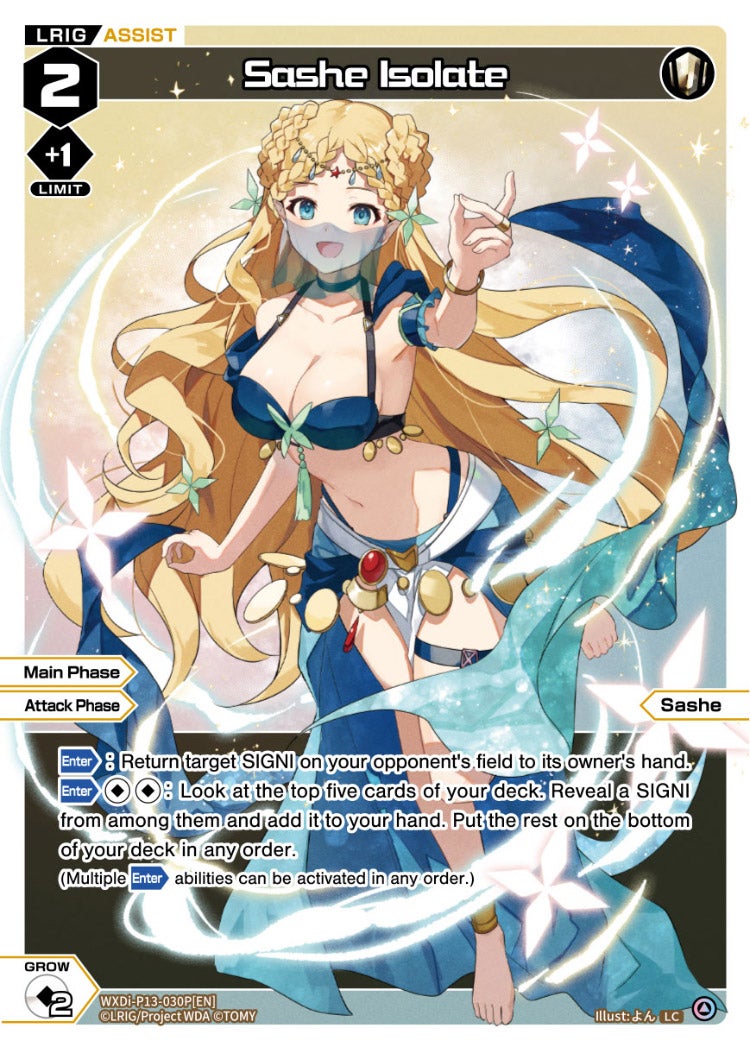 LRIG ASSIST
2
Sashe Isolate
+1
LIMIT
Main Phase
Attack Phase
Sashe
Enter : Return target SIGNI on your opponent's field to its owner's hand.
Enter : Look at the top five cards of your deck. Reveal a SIGNI
from among them and add it to your hand. Put the rest on the bottom
of your deck in any order.
(Multiple Enter abilities can be activated in any order.)
GROW
2
WXDi-P13-030P[EN]
©LRIG/Project WDA ©TOMY
Illust:よん LC